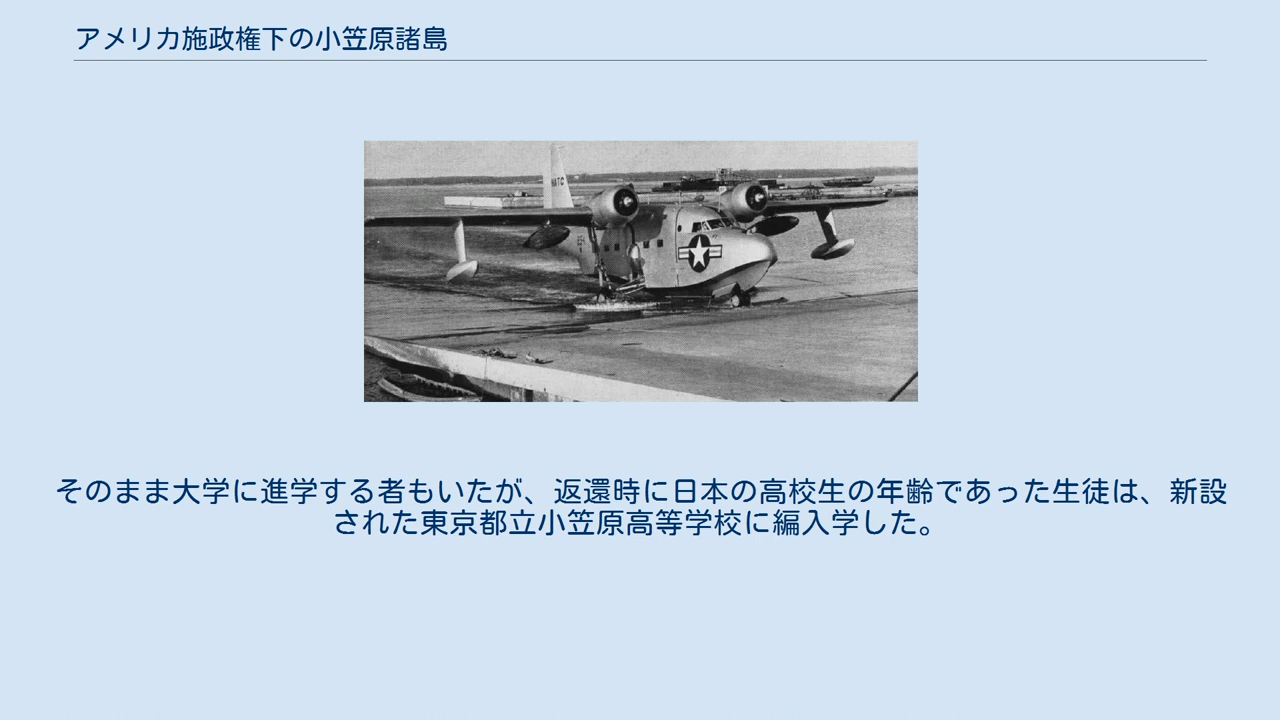 アメリカ施政権下の小笠原諸島
NATC
そのまま大学に進学する者もいたが、返還時に日本の高校生の年齢であった生徒は、新設
された東京都立小笠原高等学校に編入学した。